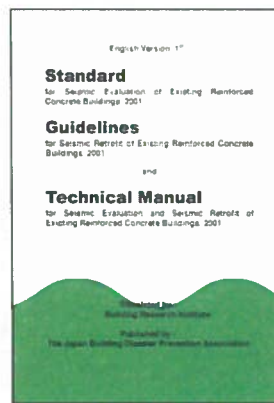 English Version 1st
Standard
for Seismic Evaluation of Existing Reinforced
Concrete Buildings, 2001
Guidelines
for Seismic Retrofit of Existing Reinforced Concrete
Buildings, 2001
and
Technical Manual
for Seismic Evaluation and Seismic Retrofit of
Existing Reinforced Concrete Buildings, 2001
Translated by
Building Research Institute
Published by
The Japan Building Disaster Prevention Association